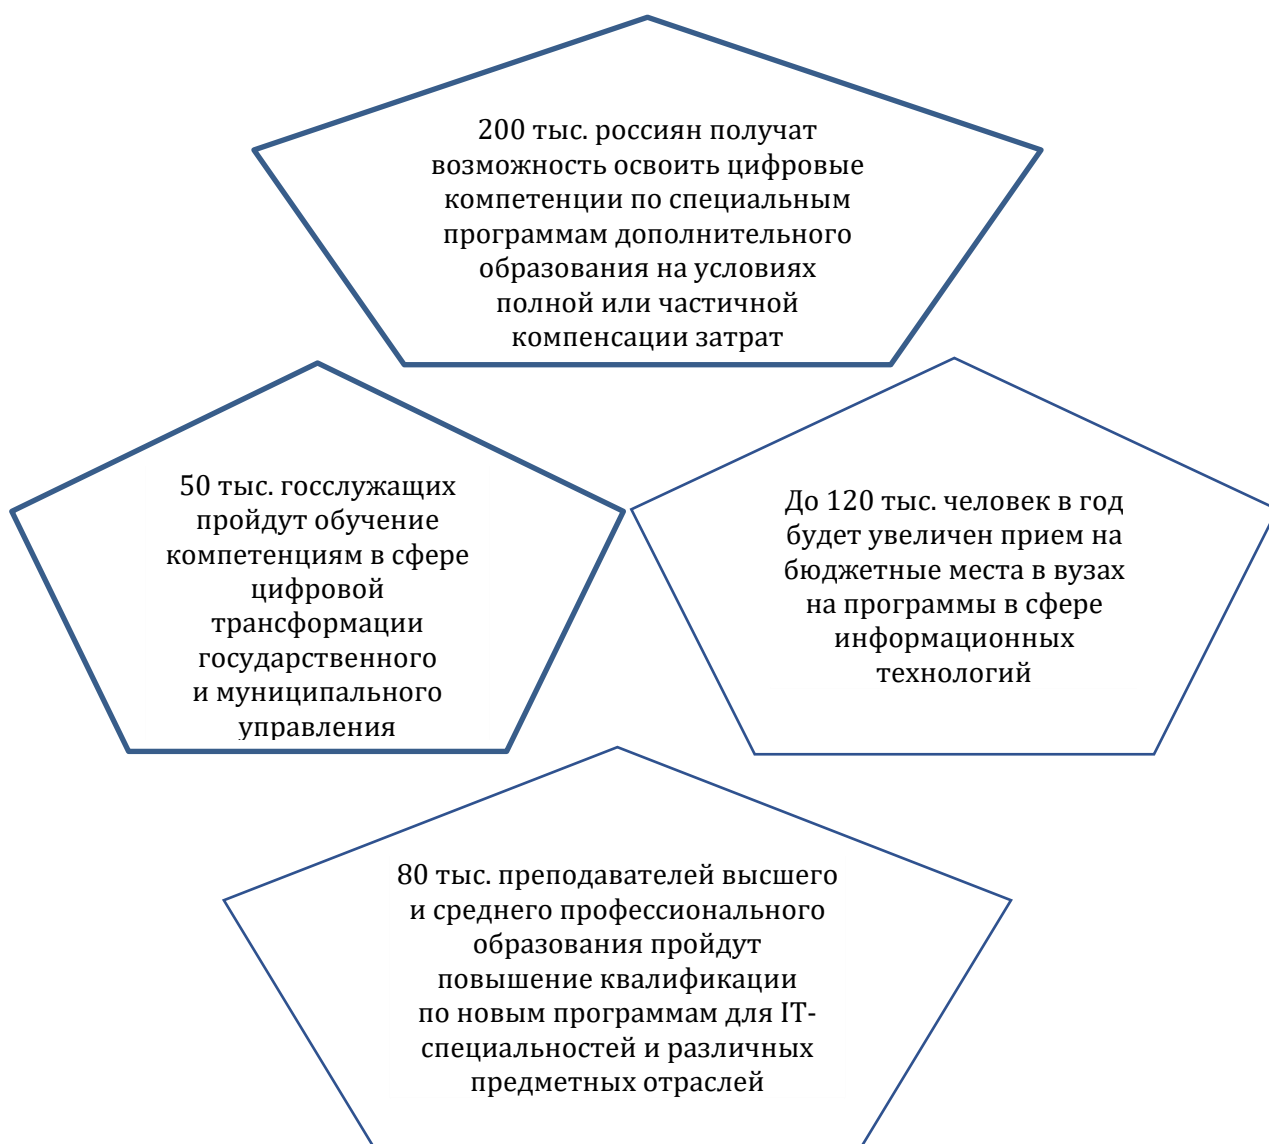 200 тыс. россиян получат
возможность освоить цифровые
компетенции по специальным
программам дополнительного
образования на условиях
полной или частичной
компенсации затрат
50 тыс. госслужащих
пройдут обучение
компетенциям в сфере
цифровой
трансформации
государственного
и муниципального
управления
До 120 тыс. человек в год
будет увеличен прием на
бюджетные места в вузах
на программы в сфере
информационных
технологий
80 тыс. преподавателей высшего
и среднего профессионального
образования пройдут
повышение квалификации
по новым программам для IT-
специальностей и различных
предметных отраслей